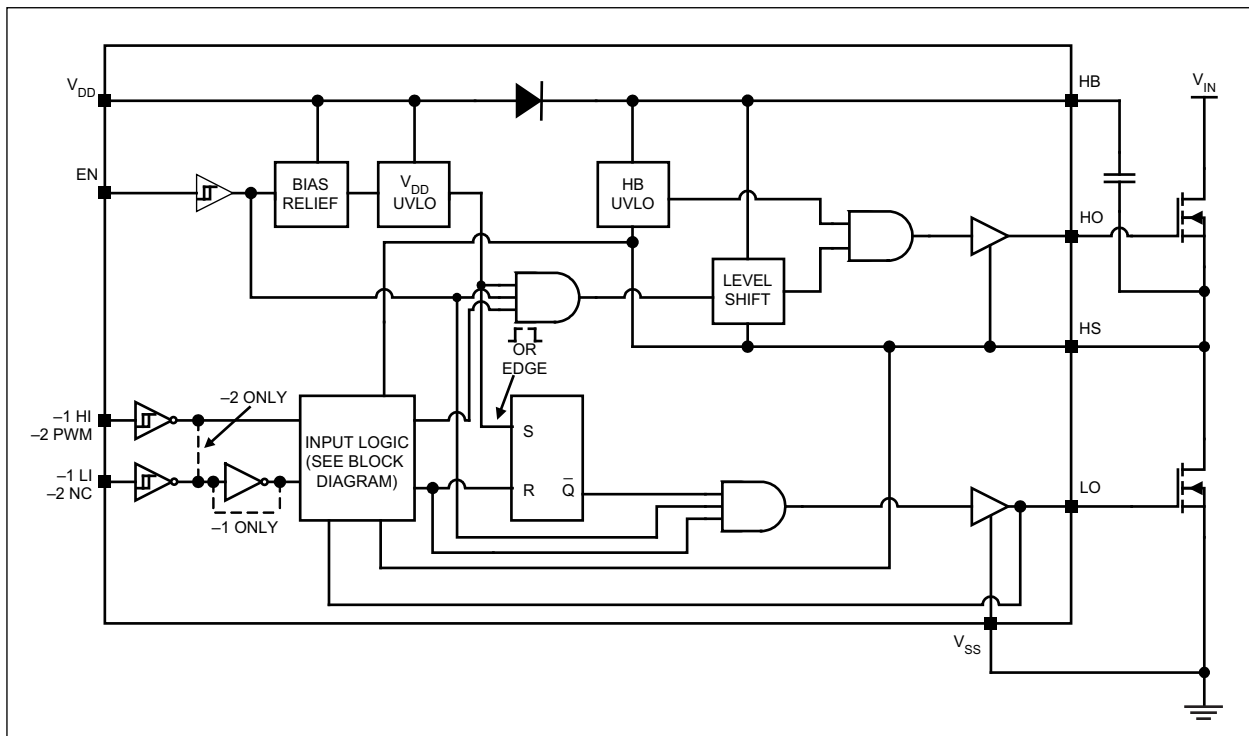 V_DD
HB
V_IN
EN
BIAS
RELIEF
V_DD
UVLO
HB
UVLO
HO
LEVEL
SHIFT
OR
EDGE
HS
–2 ONLY
–1 HI
–2 PWM
INPUT LOGIC
(SEE BLOCK
DIAGRAM)
S
–1 LI
–2 NC
R
Q̅
LO
–1 ONLY
V_SS